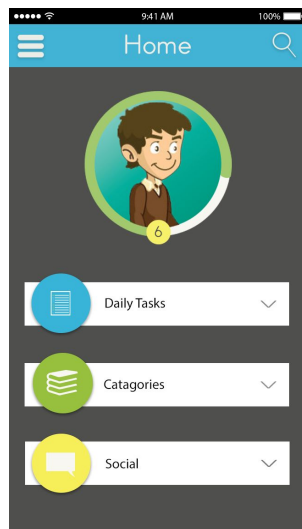 9:41 AM 100%
Home
6
Daily Tasks
Catagories
Social